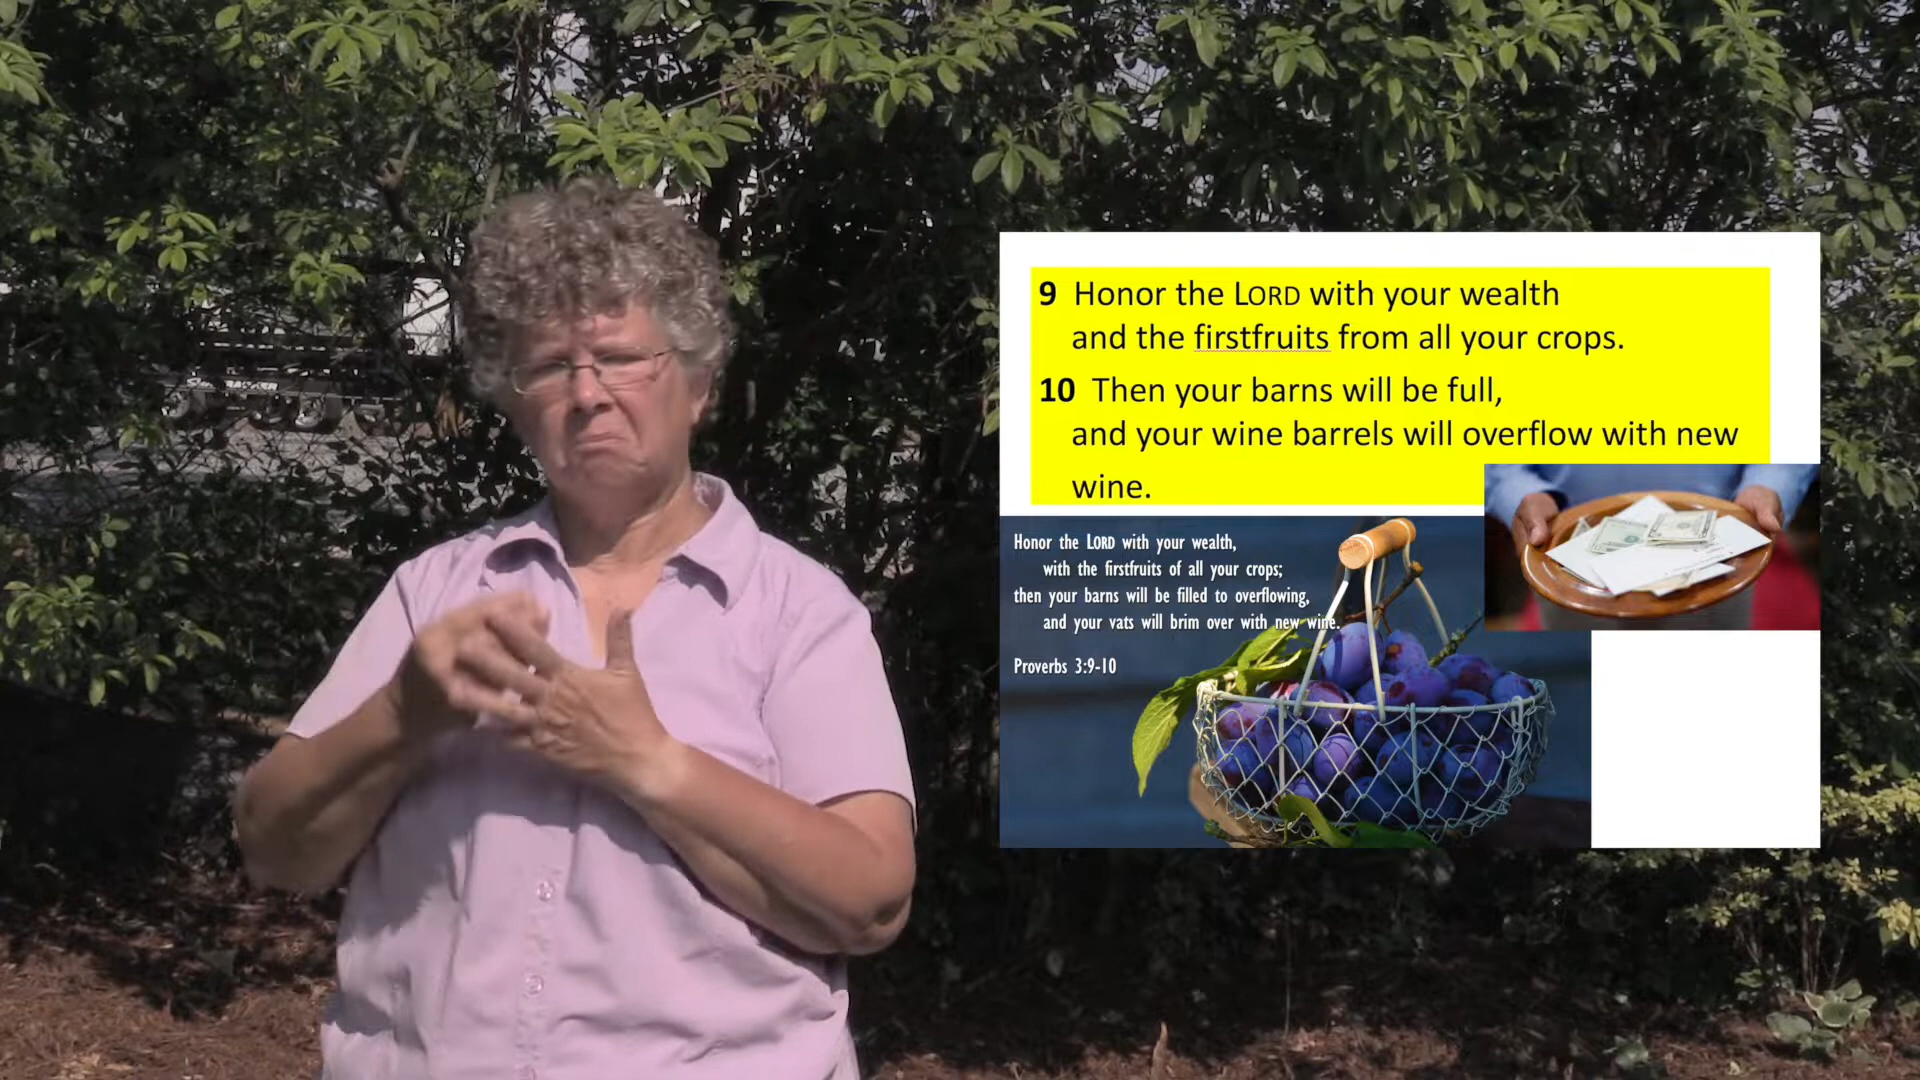 9 Honor the LORD with your wealth
and the firstfruits from all your crops.
10 Then your barns will be full,
and your wine barrels will overflow with new
wine.
Honor the LORD with your wealth,
with the firstfruits of all your crops;
then your barns will be filled to overflowing,
and your vats will brim over with new wine.
Proverbs 3:9-10